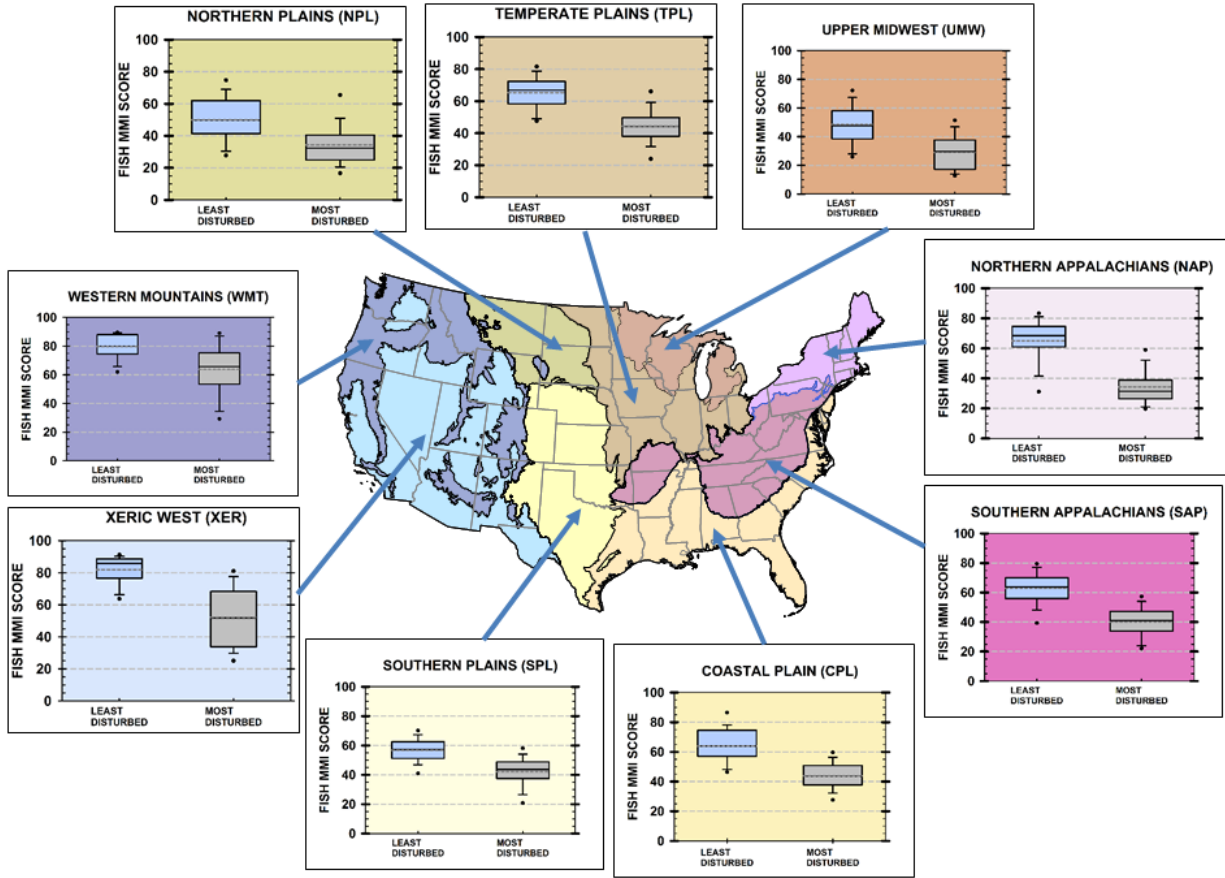 NORTHERN PLAINS (NPL)
FISH MMI SCORE
100
80
60
40
20
0
LEAST
DISTURBED
MOST
DISTURBED
TEMPERATE PLAINS (TPL)
FISH MMI SCORE
100
80
60
40
20
0
LEAST
DISTURBED
MOST
DISTURBED
UPPER MIDWEST (UMW)
FISH MMI SCORE
100
80
60
40
20
0
LEAST
DISTURBED
MOST
DISTURBED
WESTERN MOUNTAINS (WMT)
FISH MMI SCORE
100
80
60
40
20
0
LEAST
DISTURBED
MOST
DISTURBED
NORTHERN APPALACHIANS (NAP)
FISH MMI SCORE
100
80
60
40
20
0
LEAST
DISTURBED
MOST
DISTURBED
XERIC WEST (XER)
FISH MMI SCORE
100
80
60
40
20
0
LEAST
DISTURBED
MOST
DISTURBED
SOUTHERN APPALACHIANS (SAP)
FISH MMI SCORE
100
80
60
40
20
0
LEAST
DISTURBED
MOST
DISTURBED
SOUTHERN PLAINS (SPL)
FISH MMI SCORE
100
80
60
40
20
0
LEAST
DISTURBED
MOST
DISTURBED
COASTAL PLAIN (CPL)
FISH MMI SCORE
100
80
60
40
20
0
LEAST
DISTURBED
MOST
DISTURBED